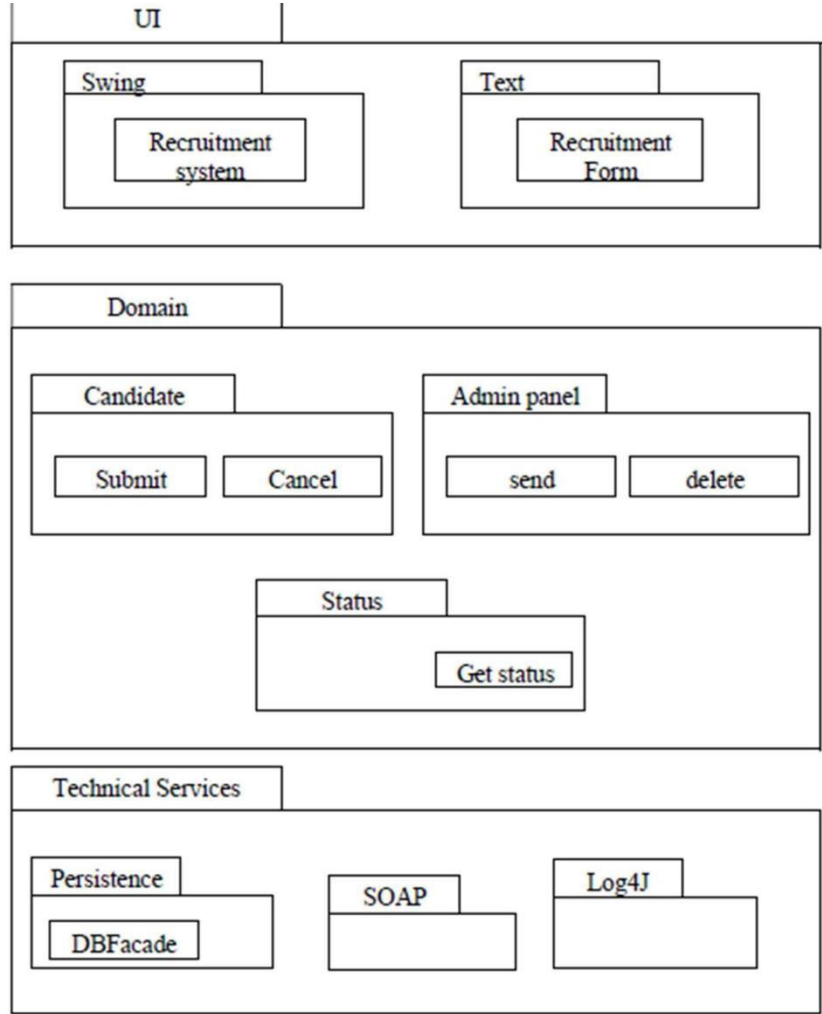 UI
Swing
Text
Recruitment
system
Recruitment
Form
Domain
Candidate
Admin panel
Submit
Cancel
send
delete
Status
Get status
Technical Services
Persistence
SOAP
Log4J
DBFacade